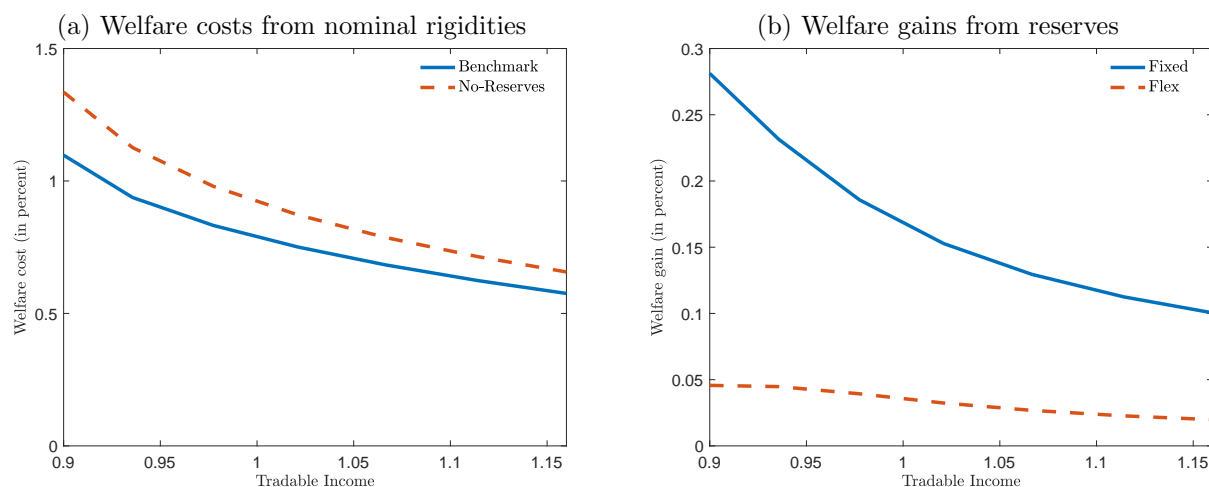 (a) Welfare costs from nominal rigidities
1.5
1
0.5
0
Welfare cost (in percent)
Benchmark
No-Reserves
0.9 0.95 1 1.05 1.1 1.15
Tradable Income
(b) Welfare gains from reserves
0.3
0.25
0.2
0.15
0.1
0.05
0
Welfare gain (in percent)
Fixed
Flex
0.9 0.95 1 1.05 1.1 1.15
Tradable Income